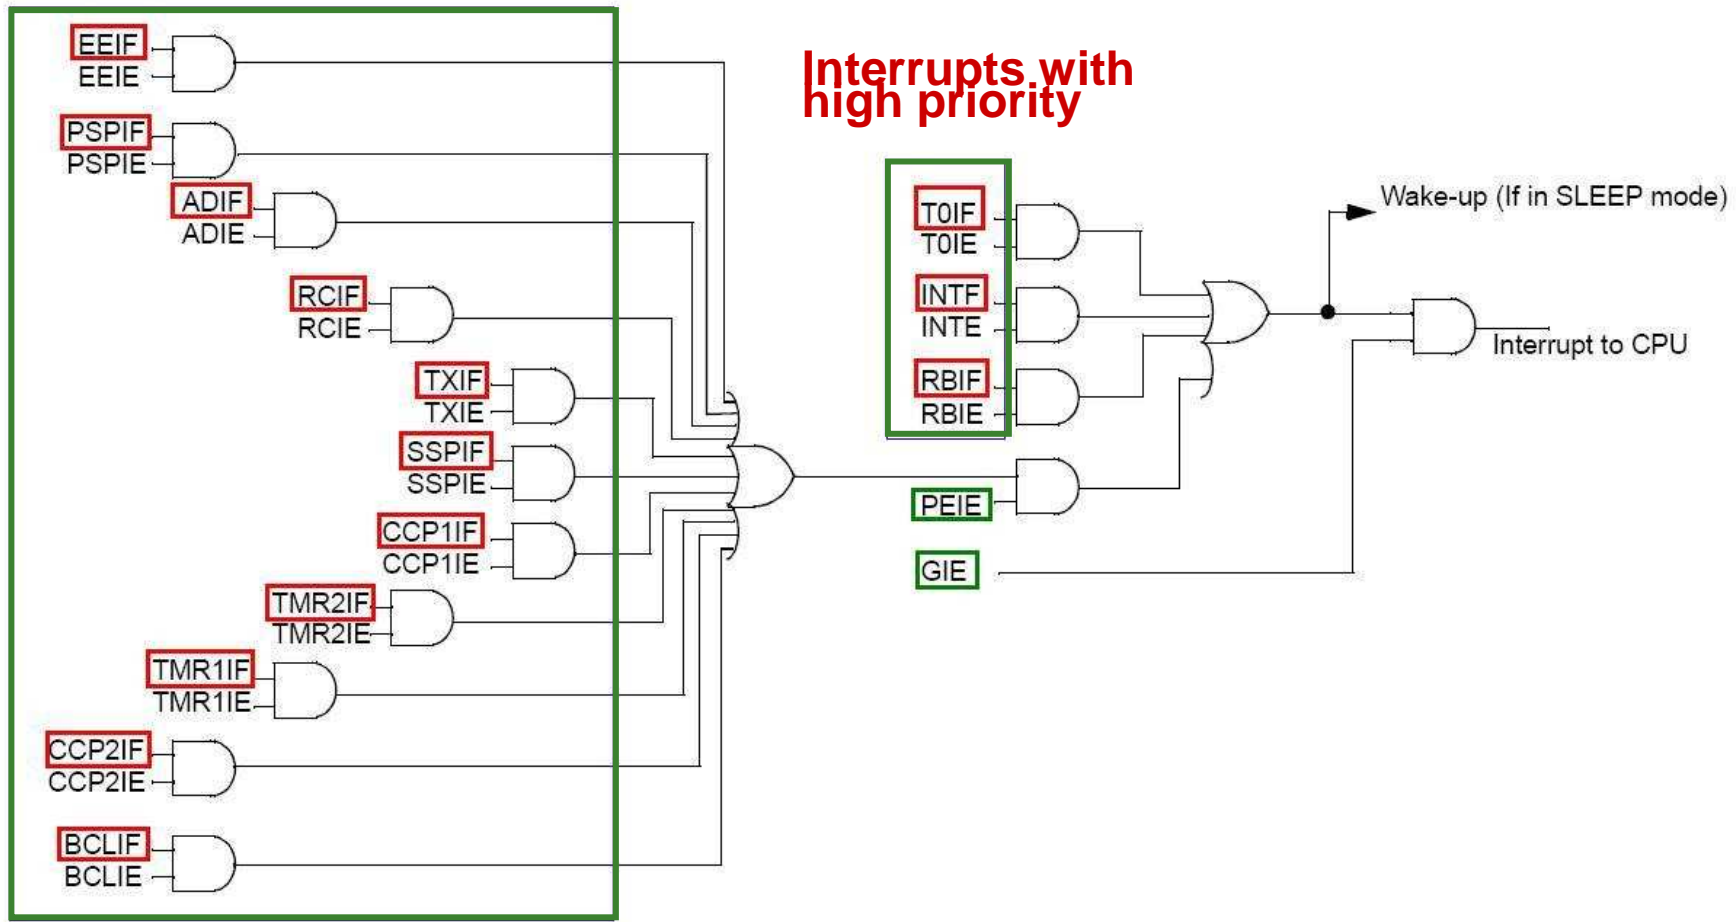 Interrupts with
high priority
EEIF
EEIE
PSPIF
PSPIE
ADIF
ADIE
RCIF
RCIE
TXIF
TXIE
SSPIF
SSPIE
CCP1IF
CCP1IE
TMR2IF
TMR2IE
TMR1IF
TMR1IE
CCP2IF
CCP2IE
BCLIF
BCLIE
T0IF
T0IE
INTF
INTE
RBIF
RBIE
PEIE
GIE
Wake-up (If in SLEEP mode)
Interrupt to CPU